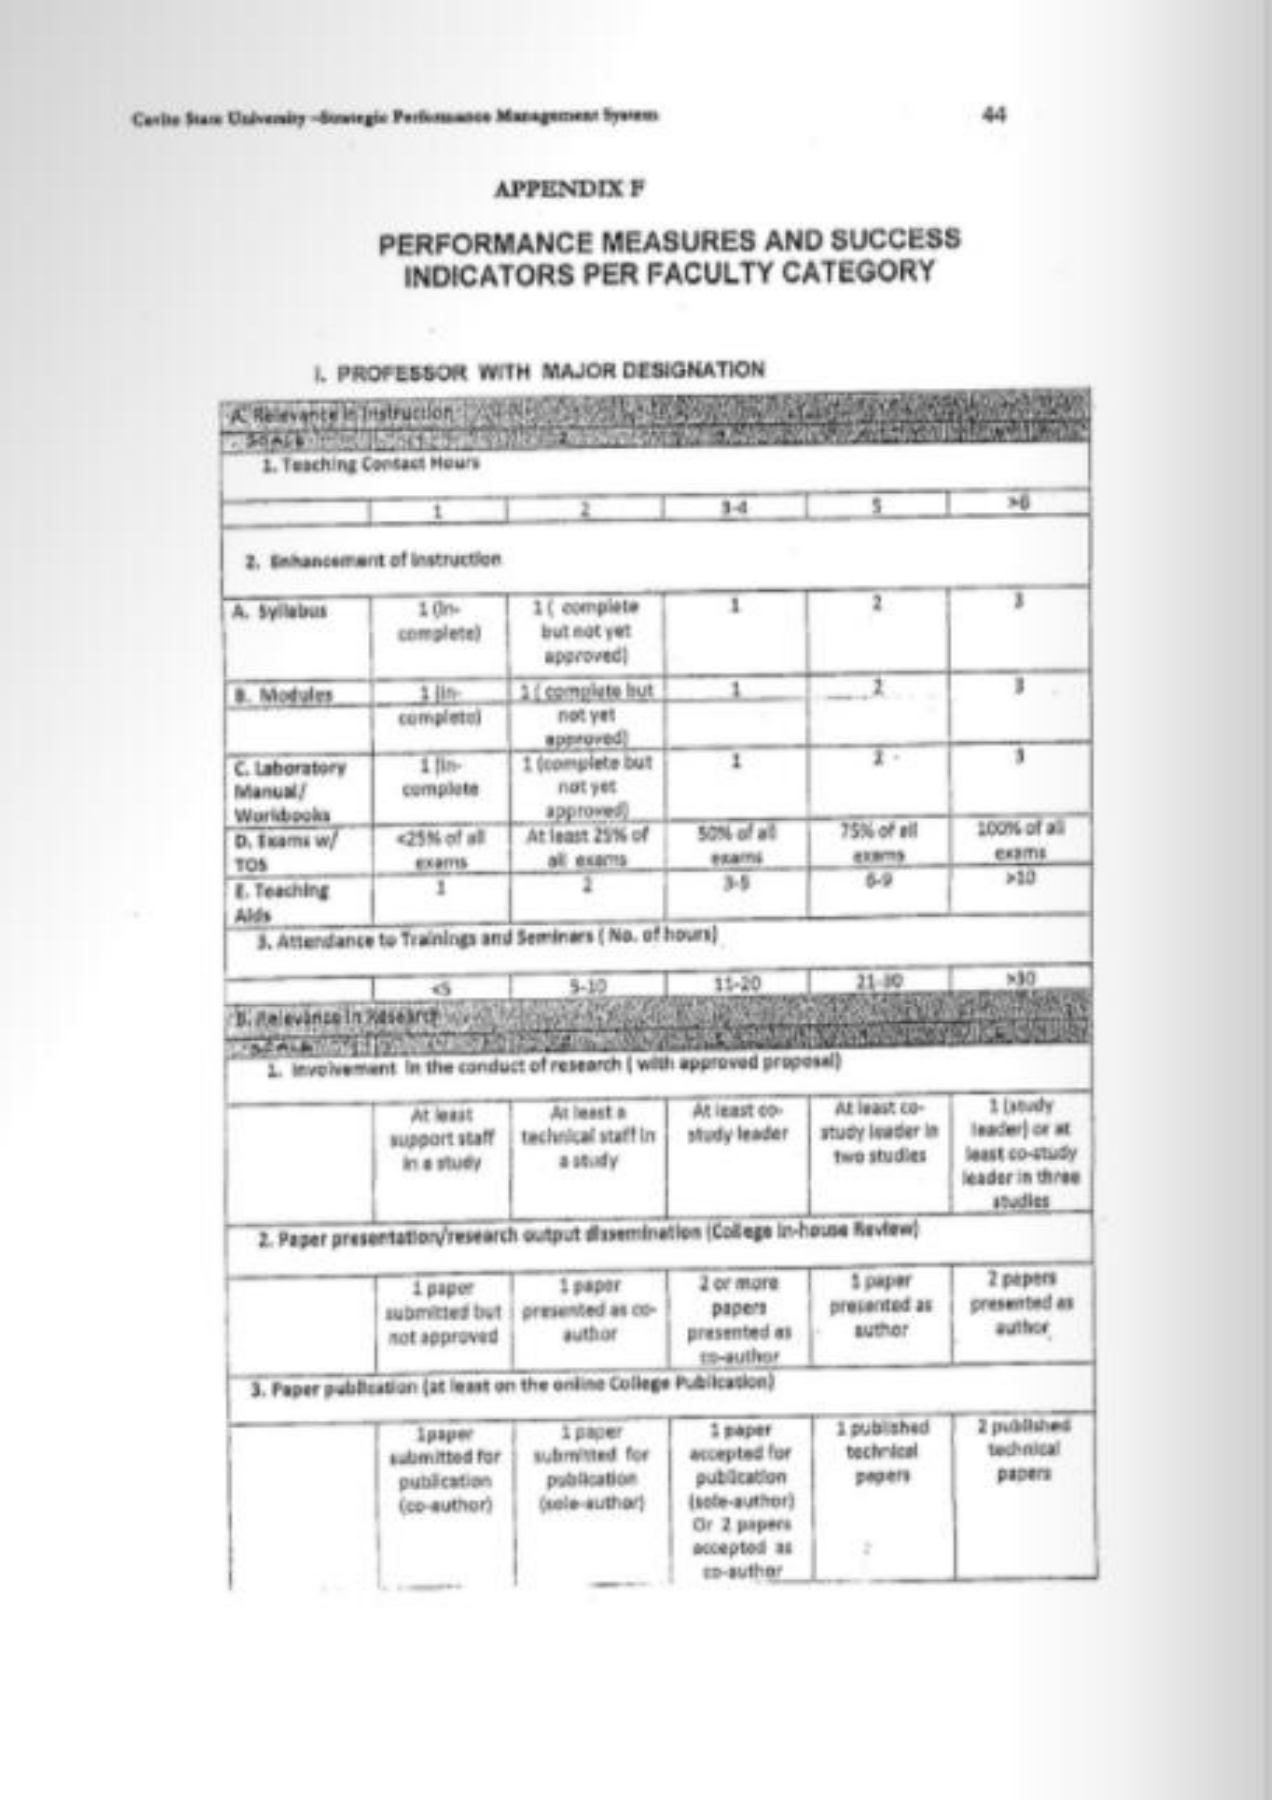 Cavite State University –Strategic Performance Management System 44
APPENDIX F
PERFORMANCE MEASURES AND SUCCESS
INDICATORS PER FACULTY CATEGORY
I. PROFESSOR WITH MAJOR DESIGNATION
A. Relevance in Instruction
SCALE 2
1. Teaching Contact Hours
1 2 3-4 5 >6
2. Enhancement of Instruction
A. Syllabus 1 (In- 1 ( complete 1 2 3
complete) but not yet
approved)
B. Modules 1 (in- 1 ( complete but 1 2 3
complete) not yet
approved)
C. Laboratory 1 (in- 1 (complete but 1 2 3
Manual/ complete not yet
Workbooks approved)
D. Exams w/ <25% of all At least 25% of 50% of all 75% of all 100% of all
TOS exams all exams exams exams exams
E. Teaching 1 2 3-5 6-9 >10
Aids
3. Attendance to Trainings and Seminars ( No. of hours)
<5 5-10 11-20 21-30 >30
B. Relevance in Research
SCALE
1. Involvement in the conduct of research ( with approved proposal)
At least At least a At least co- At least co- 1 (study
support staff technical staff in study leader study leader in leader) or at
in a study a study two studies least co-study
leader in three
studies
2. Paper presentation/research output dissemination (College In-house Review)
1 paper 1 paper 2 or more 1 paper 2 papers
submitted but presented as co- papers presented as presented as
not approved author presented as author author
co-author
3. Paper publication (at least on the online College Publication)
1paper 1 paper 1 paper 1 published 2 published
submitted for submitted for accepted for technical technical
publication publication publication papers papers
(co-author) (sole-author) (sole-author)
Or 2 papers
accepted as
co-author